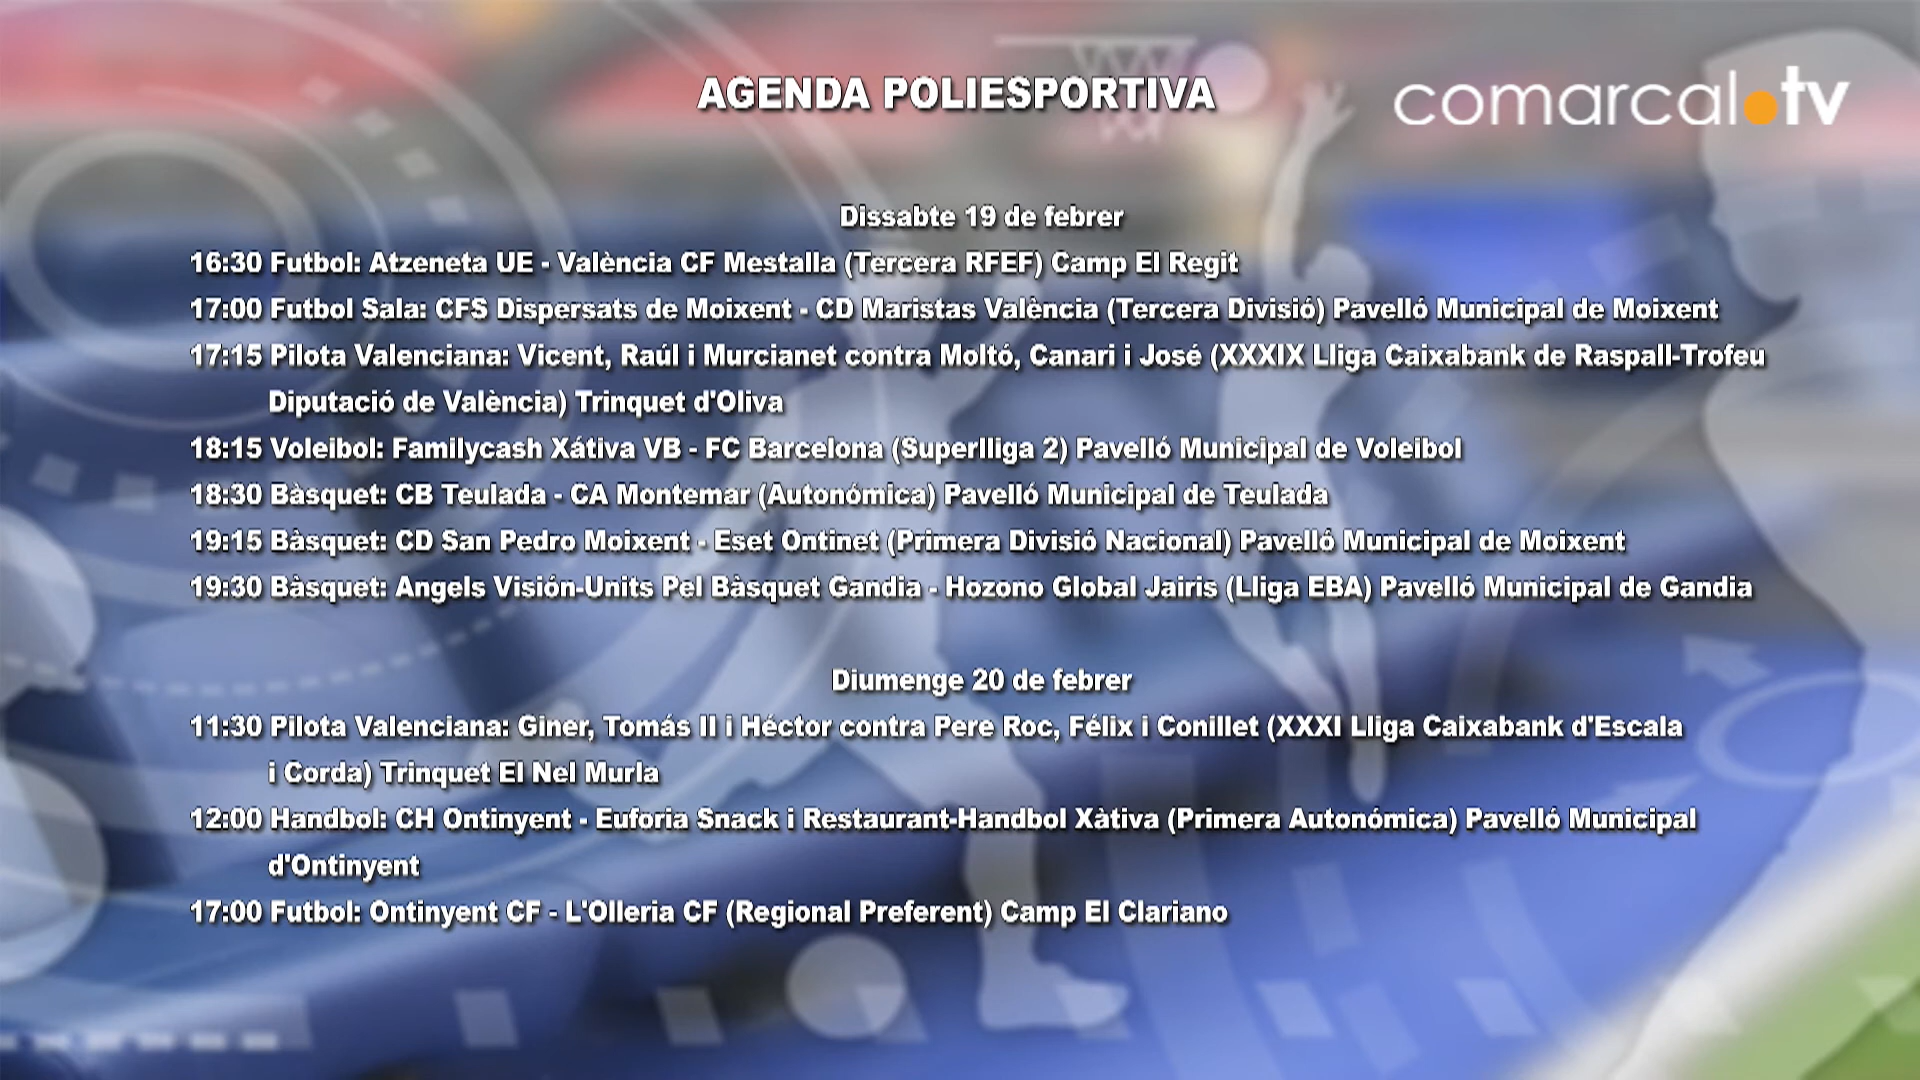 AGENDA POLIESPORTIVA
comarcal.tv
Dissabte 19 de febrer
16:30 Futbol: Atzeneta UE - València CF Mestalla (Tercera RFEF) Camp El Regit
17:00 Futbol Sala: CFS Dispersats de Moixent - CD Maristas València (Tercera Divisió) Pavelló Municipal de Moixent
17:15 Pilota Valenciana: Vicent, Raúl i Murcianet contra Moltó, Canari i José (XXXIX Lliga Caixabank de Raspall-Trofeu
Diputació de València) Trinquet d'Oliva
18:15 Voleibol: Familycash Xátiva VB - FC Barcelona (Superlliga 2) Pavelló Municipal de Voleibol
18:30 Bàsquet: CB Teulada - CA Montemar (Autonómica) Pavelló Municipal de Teulada
19:15 Bàsquet: CD San Pedro Moixent - Eset Ontinet (Primera Divisió Nacional) Pavelló Municipal de Moixent
19:30 Bàsquet: Angels Visión-Units Pel Bàsquet Gandia - Hozono Global Jairis (Lliga EBA) Pavelló Municipal de Gandia
Diumenge 20 de febrer
11:30 Pilota Valenciana: Giner, Tomás II i Héctor contra Pere Roc, Félix i Conillet (XXXI Lliga Caixabank d'Escala
i Corda) Trinquet El Nel Murla
12:00 Handbol: CH Ontinyent - Euforia Snack i Restaurant-Handbol Xàtiva (Primera Autonómica) Pavelló Municipal
d'Ontinyent
17:00 Futbol: Ontinyent CF - L'Olleria CF (Regional Preferent) Camp El Clariano